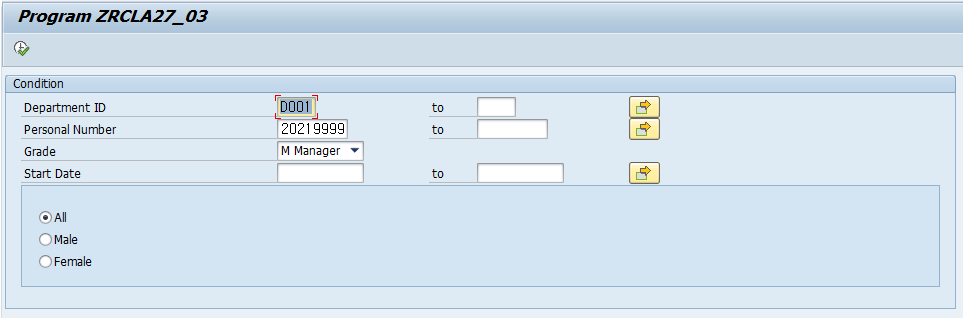 Program ZRCLA27_03
Condition
Department ID D001 to
Personal Number 20219999 to
Grade M Manager
Start Date to
All
Male
Female